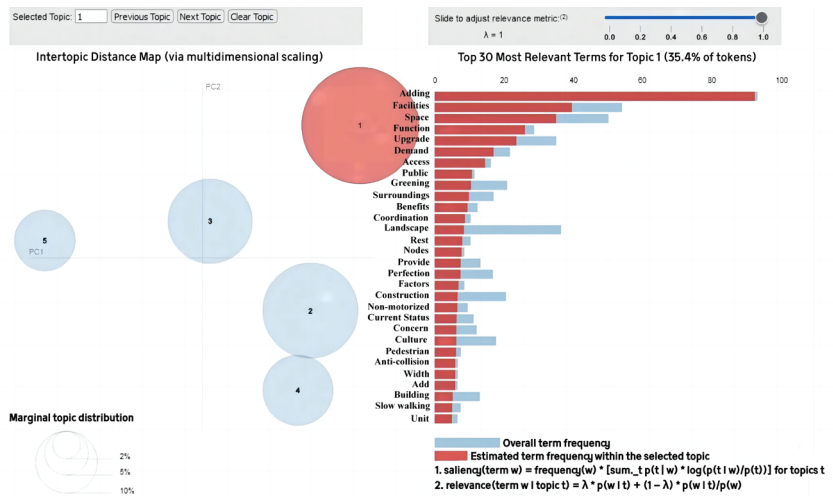 Selected Topic: 1 Previous Topic Next Topic Clear Topic
Slide to adjust relevance metric:(2)
λ = 1
0.0 0.2 0.4 0.6 0.8 1.0
Intertopic Distance Map (via multidimensional scaling)
PC2
PC1
1
2
3
4
5
Marginal topic distribution
2%
5%
10%
Top 30 Most Relevant Terms for Topic 1 (35.4% of tokens)
0 20 40 60 80 100
Adding
Facilities
Space
Function
Upgrade
Demand
Access
Public
Greening
Surroundings
Benefits
Coordination
Landscape
Rest
Nodes
Provide
Perfection
Factors
Construction
Non-motorized
Current Status
Concern
Culture
Pedestrian
Anti-collision
Width
Add
Building
Slow walking
Unit
Overall term frequency
Estimated term frequency within the selected topic
1. saliency(term w) = frequency(w) * [sum_t p(t | w) * log(p(t | w)/p(t))] for topics t
2. relevance(term w | topic t) = λ * p(w | t) + (1 – λ) * p(w | t)/p(w)